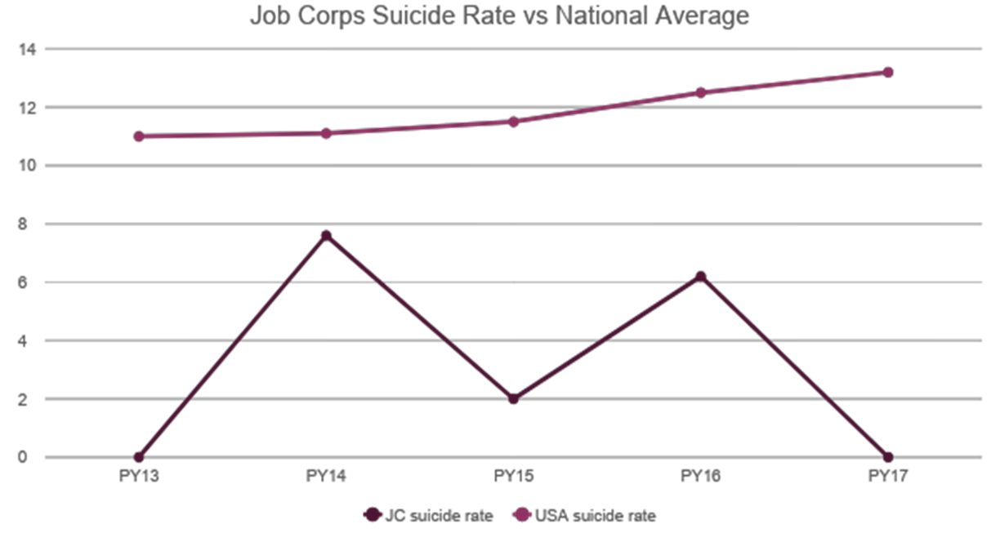 Job Corps Suicide Rate vs National Average
14
12
10
8
6
4
2
0
PY13 PY14 PY15 PY16 PY17
JC suicide rate USA suicide rate